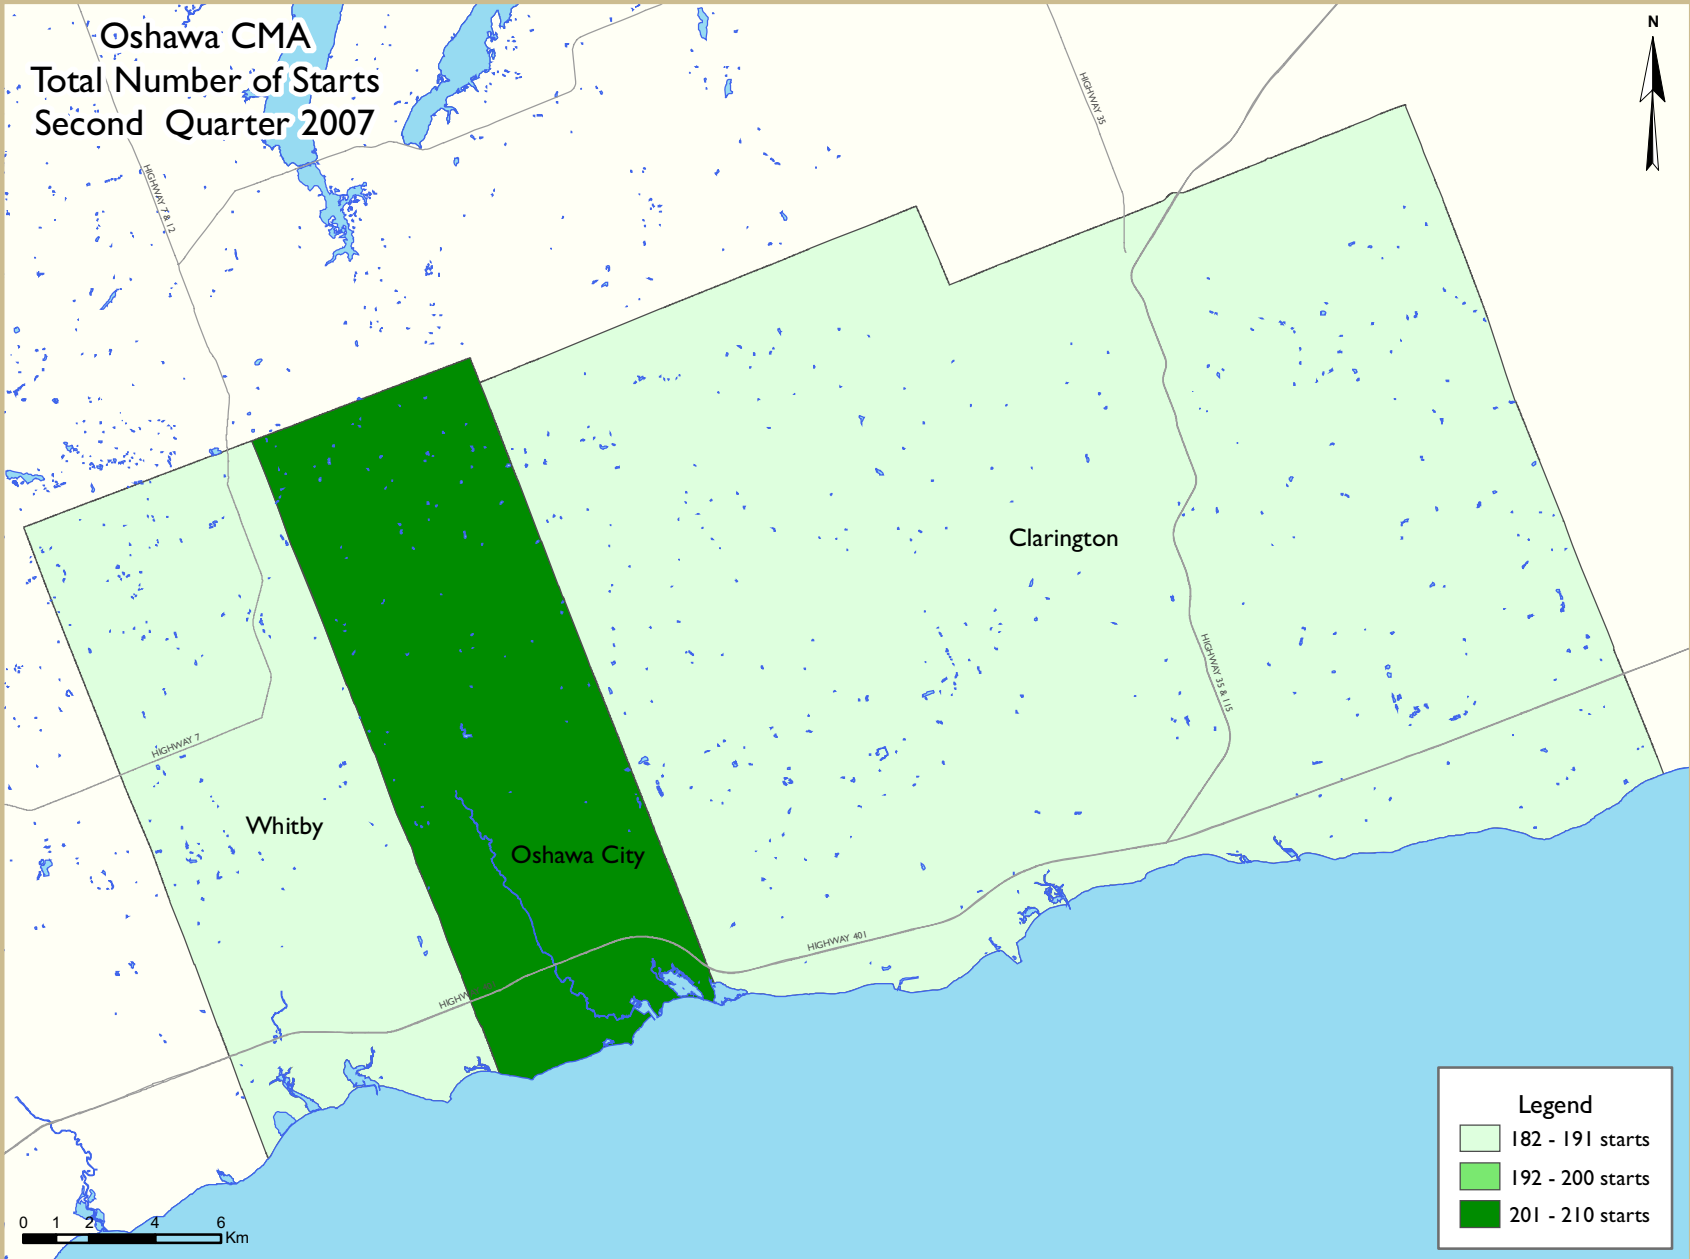 Oshawa CMA
Total Number of Starts
Second Quarter 2007
N
HIGHWAY 35
HIGHWAY 7 & 12
Clarington
HIGHWAY 35 & 115
HIGHWAY 7
Whitby
Oshawa City
HIGHWAY 401
Legend
182 - 191 starts
192 - 200 starts
201 - 210 starts
0 1 2 4 6
Km